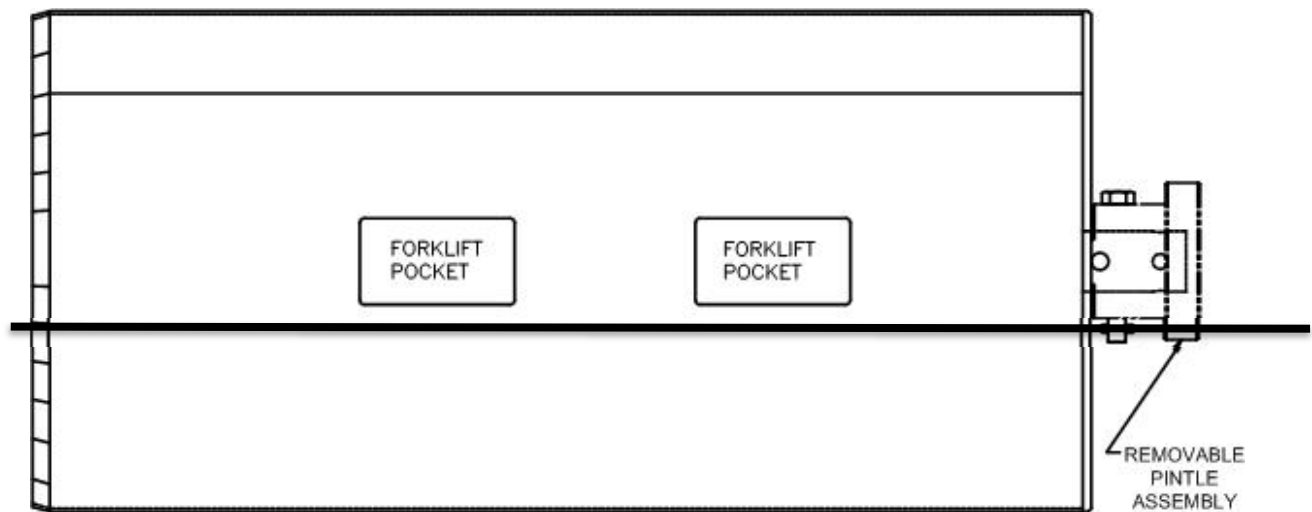 FORKLIFT
POCKET
FORKLIFT
POCKET
REMOVABLE
PINTLE
ASSEMBLY